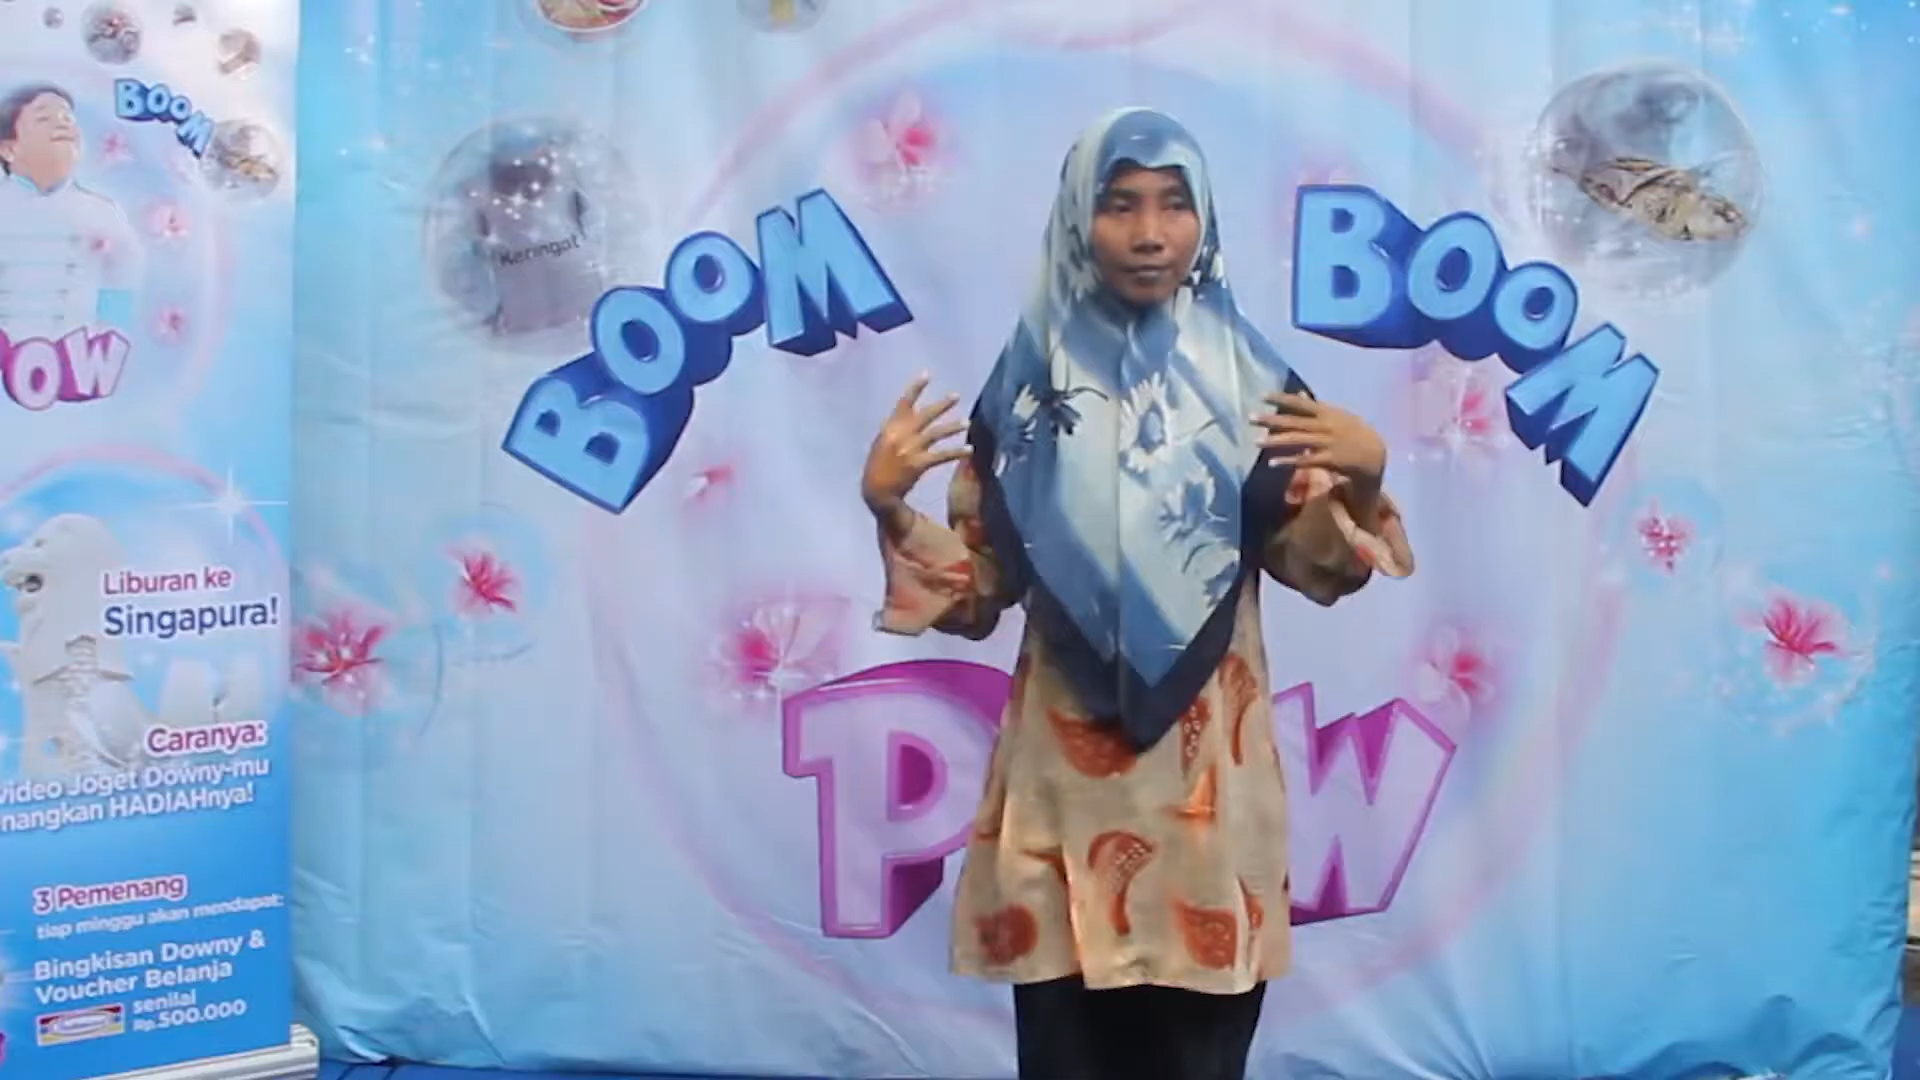 BOOM
OW
Liburan ke
Singapura!
Caranya:
video Joget Downy-mu
nangkan HADIAHnya!
3 Pemenang
tiap minggu akan mendapat:
Bingkisan Downy &
Voucher Belanja
senilai
Rp.500.000
Keringat
BOOM
BOOM
P W